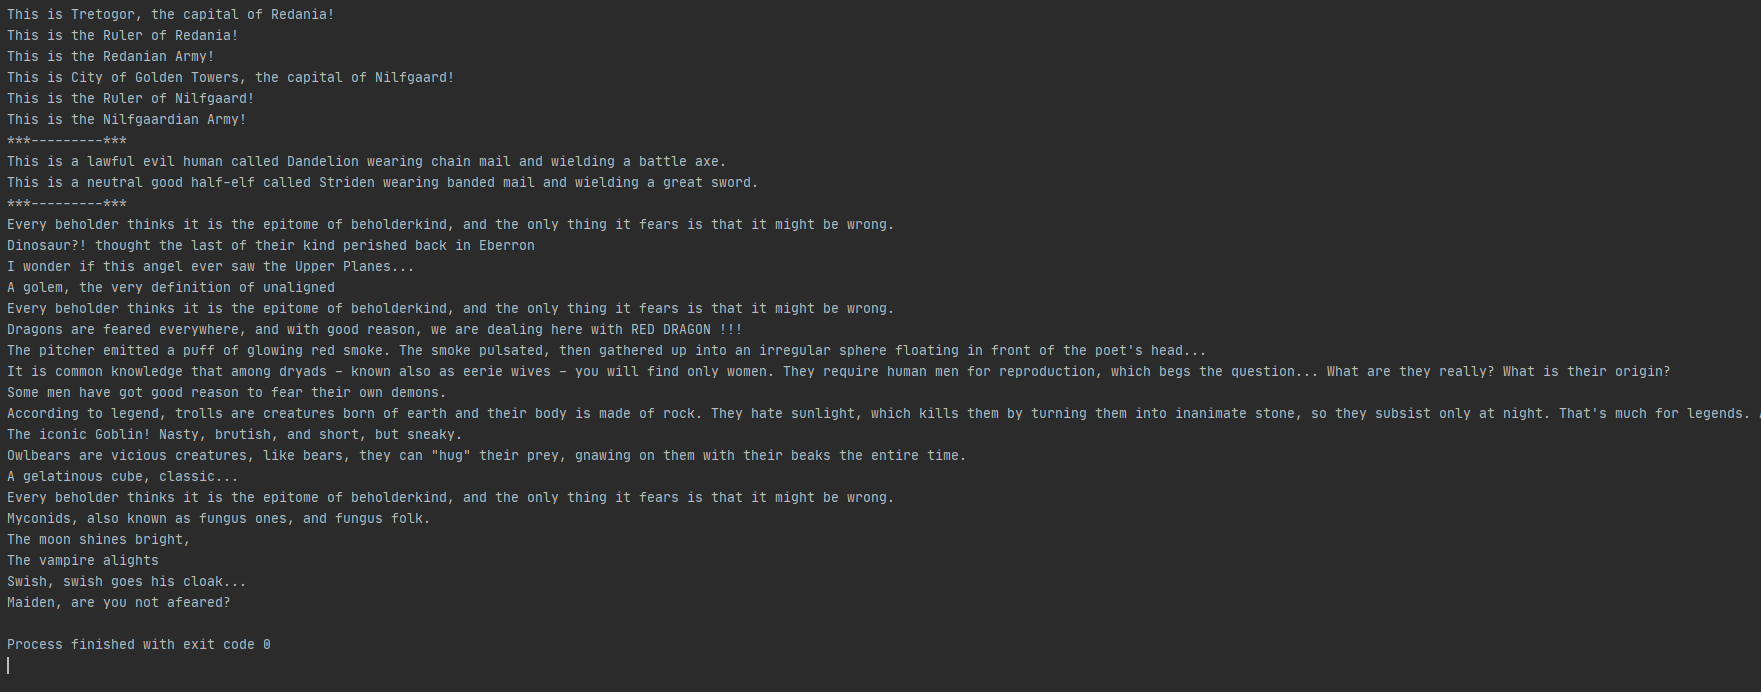 This is Tretogor, the capital of Redania!
This is the Ruler of Redania!
This is the Redanian Army!
This is City of Golden Towers, the capital of Nilfgaard!
This is the Ruler of Nilfgaard!
This is the Nilfgaardian Army!
***---------***
This is a lawful evil human called Dandelion wearing chain mail and wielding a battle axe.
This is a neutral good half-elf called Striden wearing banded mail and wielding a great sword.
***---------***
Every beholder thinks it is the epitome of beholderkind, and the only thing it fears is that it might be wrong.
Dinosaur?! thought the last of their kind perished back in Eberron
I wonder if this angel ever saw the Upper Planes...
A golem, the very definition of unaligned
Every beholder thinks it is the epitome of beholderkind, and the only thing it fears is that it might be wrong.
Dragons are feared everywhere, and with good reason, we are dealing here with RED DRAGON !!!
The pitcher emitted a puff of glowing red smoke. The smoke pulsated, then gathered up into an irregular sphere floating in front of the poet's head...
It is common knowledge that among dryads – known also as eerie wives – you will find only women. They require human men for reproduction, which begs the question... What are they really? What is their origin?
Some men have got good reason to fear their own demons.
According to legend, trolls are creatures born of earth and their body is made of rock. They hate sunlight, which kills them by turning them into inanimate stone, so they subsist only at night. That's much for legends.
The iconic Goblin! Nasty, brutish, and short, but sneaky.
Owlbears are vicious creatures, like bears, they can "hug" their prey, gnawing on them with their beaks the entire time.
A gelatinous cube, classic...
Every beholder thinks it is the epitome of beholderkind, and the only thing it fears is that it might be wrong.
Myconids, also known as fungus ones, and fungus folk.
The moon shines bright,
The vampire alights
Swish, swish goes his cloak...
Maiden, are you not afeared?
Process finished with exit code 0